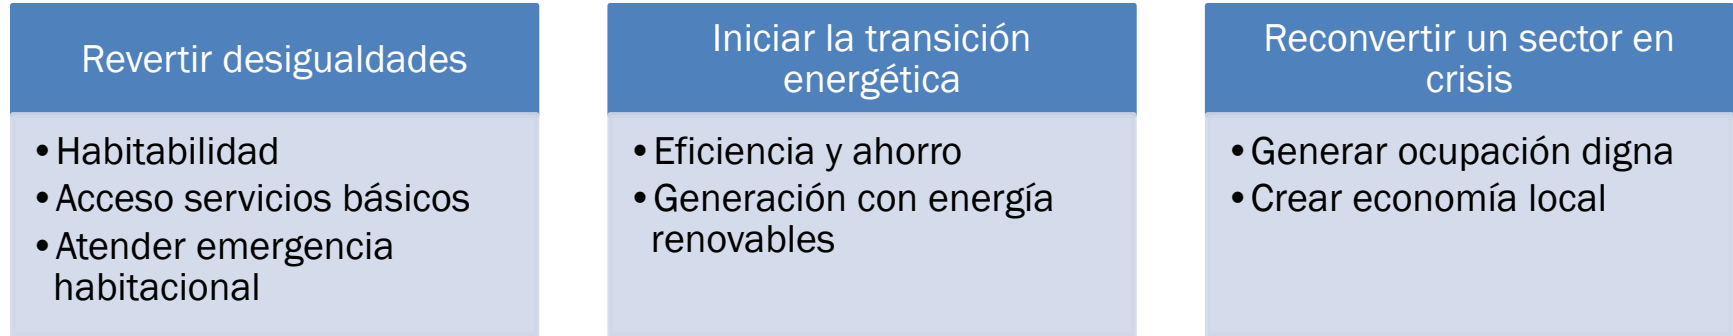 Revertir desigualdades
•Habitabilidad
•Acceso servicios básicos
•Atender emergencia
habitacional
Iniciar la transición
energética
•Eficiencia y ahorro
•Generación con energía
renovables
Reconvertir un sector en
crisis
•Generar ocupación digna
•Crear economía local